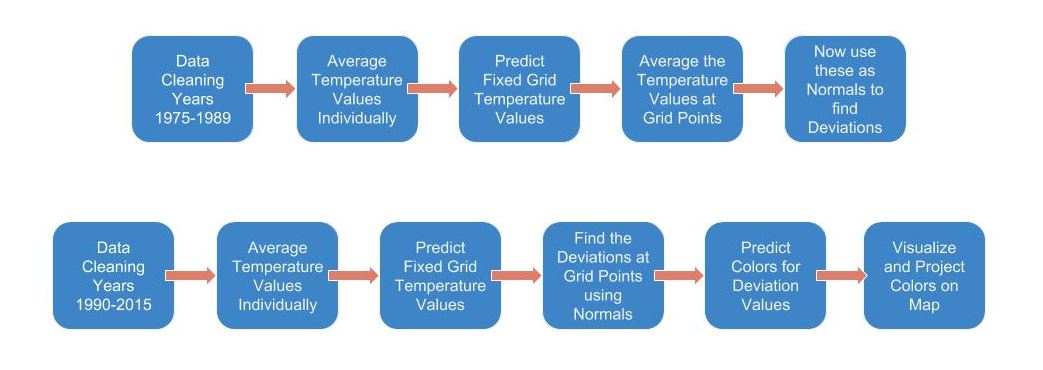 Data
Cleaning
Years
1975-1989
Average
Temperature
Values
Individually
Predict
Fixed Grid
Temperature
Values
Average the
Temperature
Values at
Grid Points
Now use
these as
Normals to
find
Deviations
Data
Cleaning
Years
1990-2015
Average
Temperature
Values
Individually
Predict
Fixed Grid
Temperature
Values
Find the
Deviations at
Grid Points
using
Normals
Predict
Colors for
Deviation
Values
Visualize
and Project
Colors on
Map